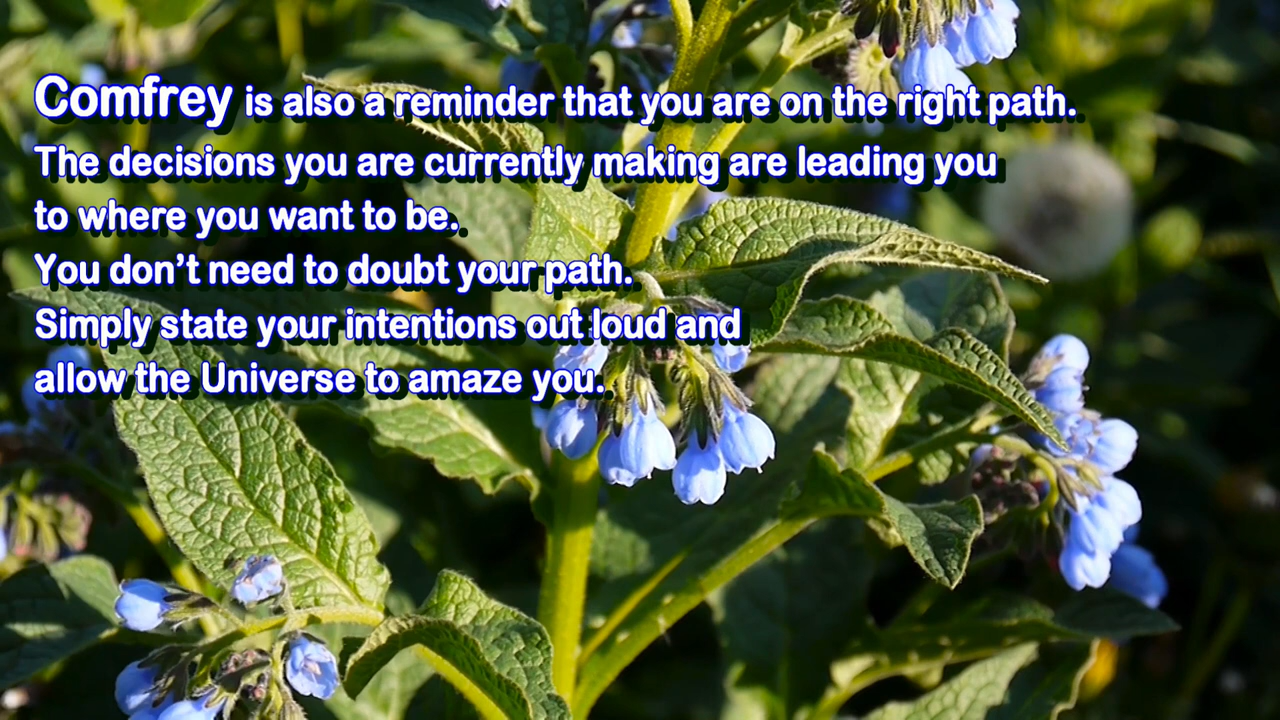 Comfrey is also a reminder that you are on the right path.
The decisions you are currently making are leading you
to where you want to be.
You don’t need to doubt your path.
Simply state your intentions out loud and
allow the Universe to amaze you.